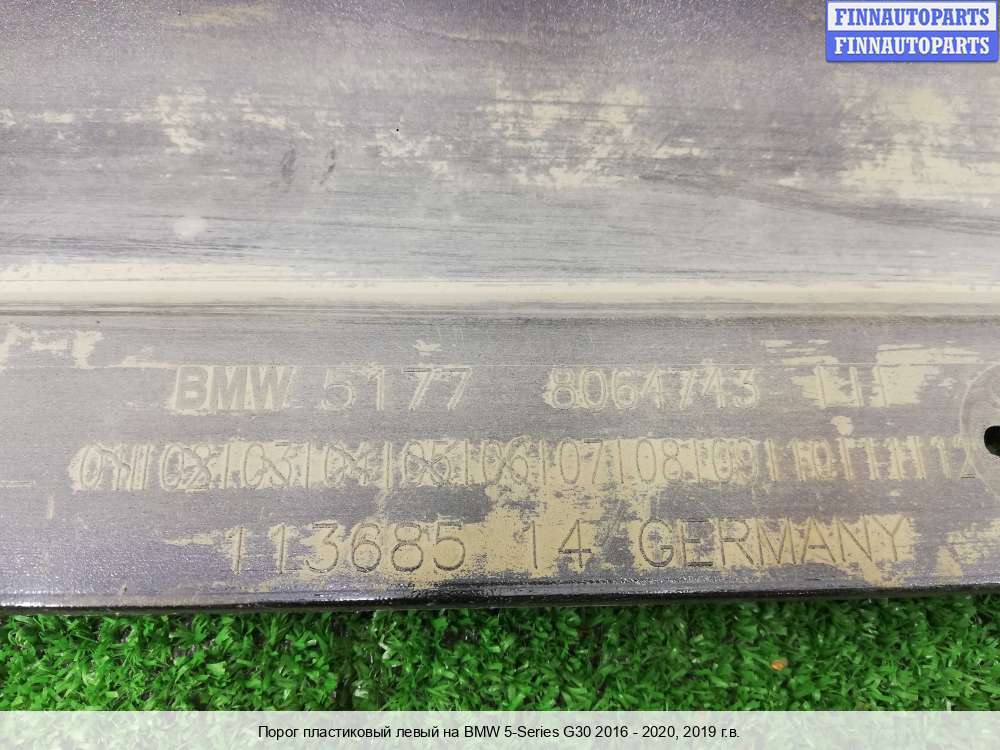 FINNAUTOPARTS
FINNAUTOPARTS
BMW 5177 8064743 LI
01|02|03|04|05|06|07|08|09|10|11|12
113685 14 GERMANY
Порог пластиковый левый на BMW 5-Series G30 2016 - 2020, 2019 г.в.